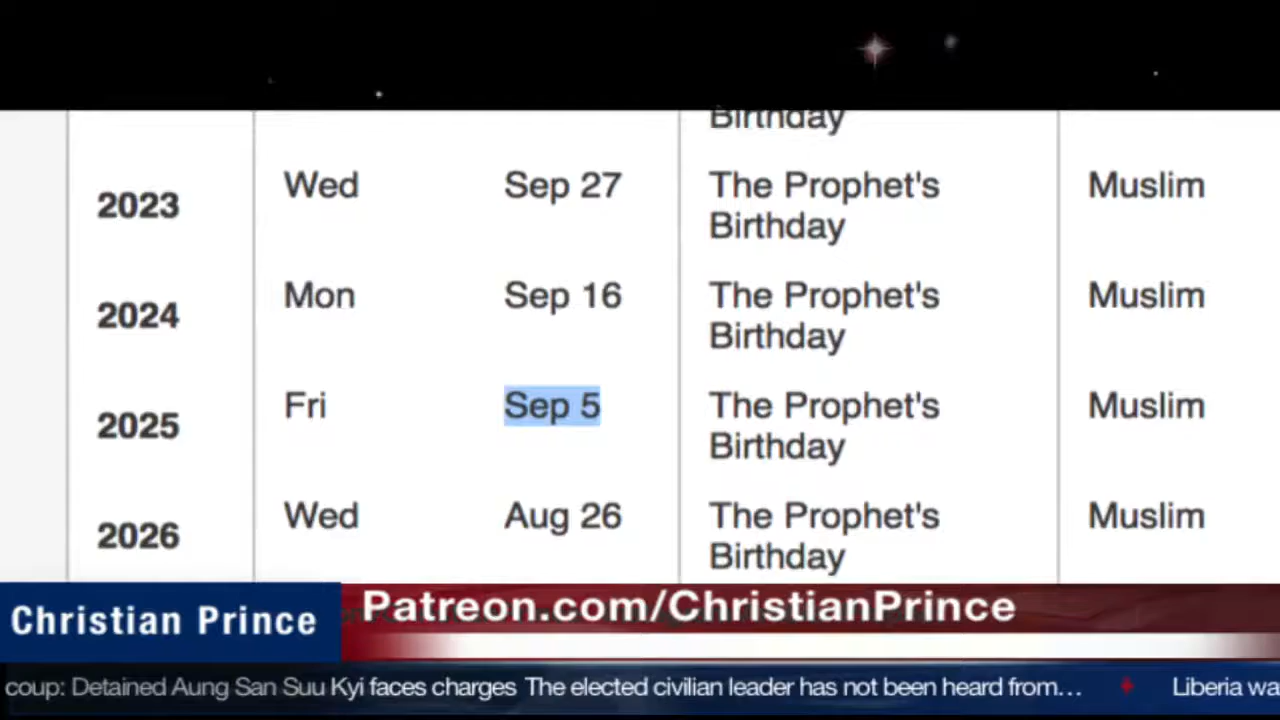 Birthday
2023 Wed Sep 27 The Prophet's Muslim
Birthday
2024 Mon Sep 16 The Prophet's Muslim
Birthday
2025 Fri Sep 5 The Prophet's Muslim
Birthday
2026 Wed Aug 26 The Prophet's Muslim
Birthday
Christian Prince
Patreon.com/ChristianPrince
coup: Detained Aung San Suu Kyi faces charges The elected civilian leader has not been heard from... Liberia wa